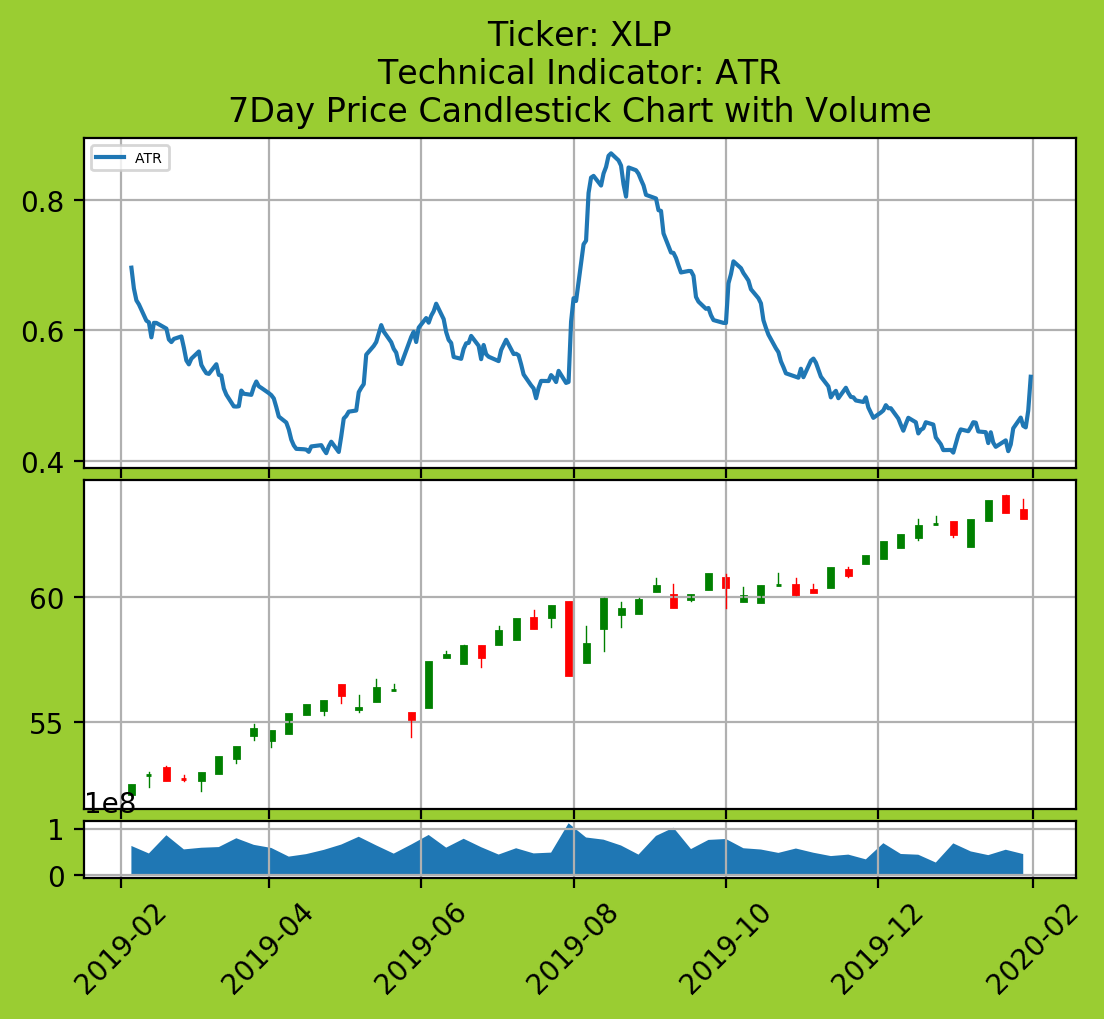 Ticker: XLP
Technical Indicator: ATR
7Day Price Candlestick Chart with Volume
ATR
0.8
0.6
0.4
60
55
1e8
1
0
2019-02
2019-04
2019-06
2019-08
2019-10
2019-12
2020-02